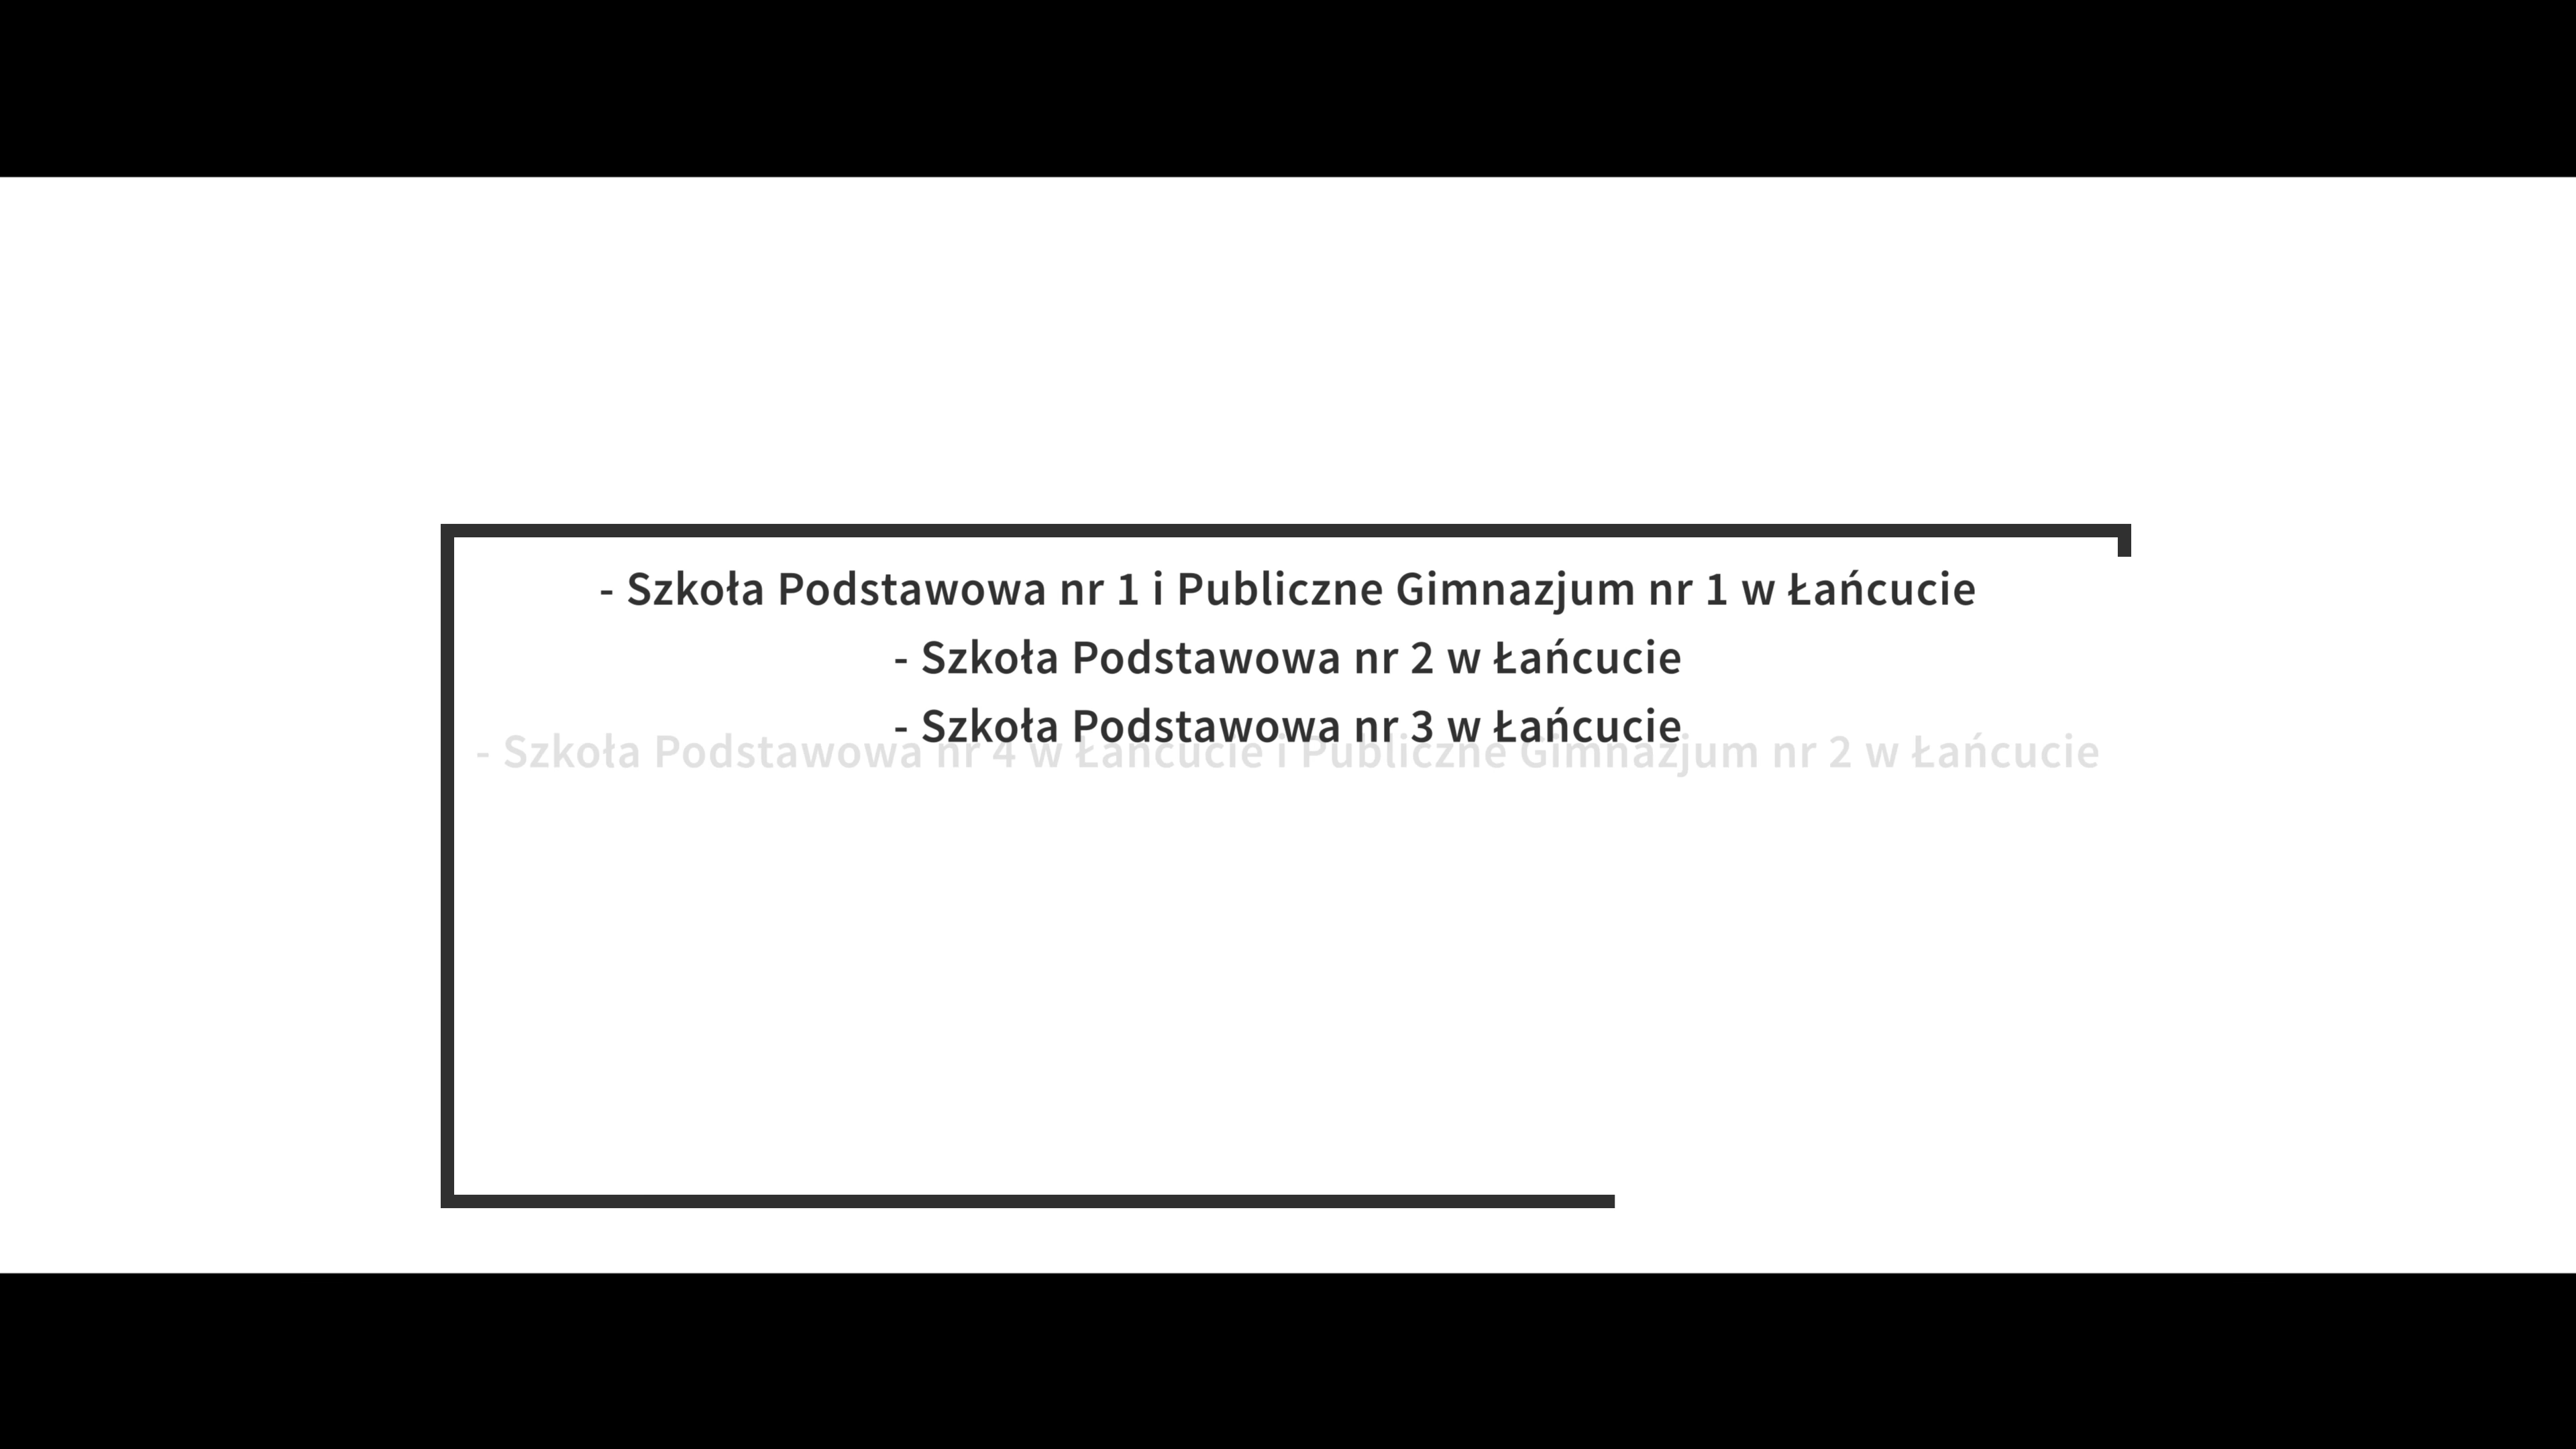 - Szkoła Podstawowa nr 1 i Publiczne Gimnazjum nr 1 w Łańcucie
- Szkoła Podstawowa nr 2 w Łańcucie
- Szkoła Podstawowa nr 3 w Łańcucie
- Szkoła Podstawowa nr 4 w Łańcucie i Publiczne Gimnazjum nr 2 w Łańcucie